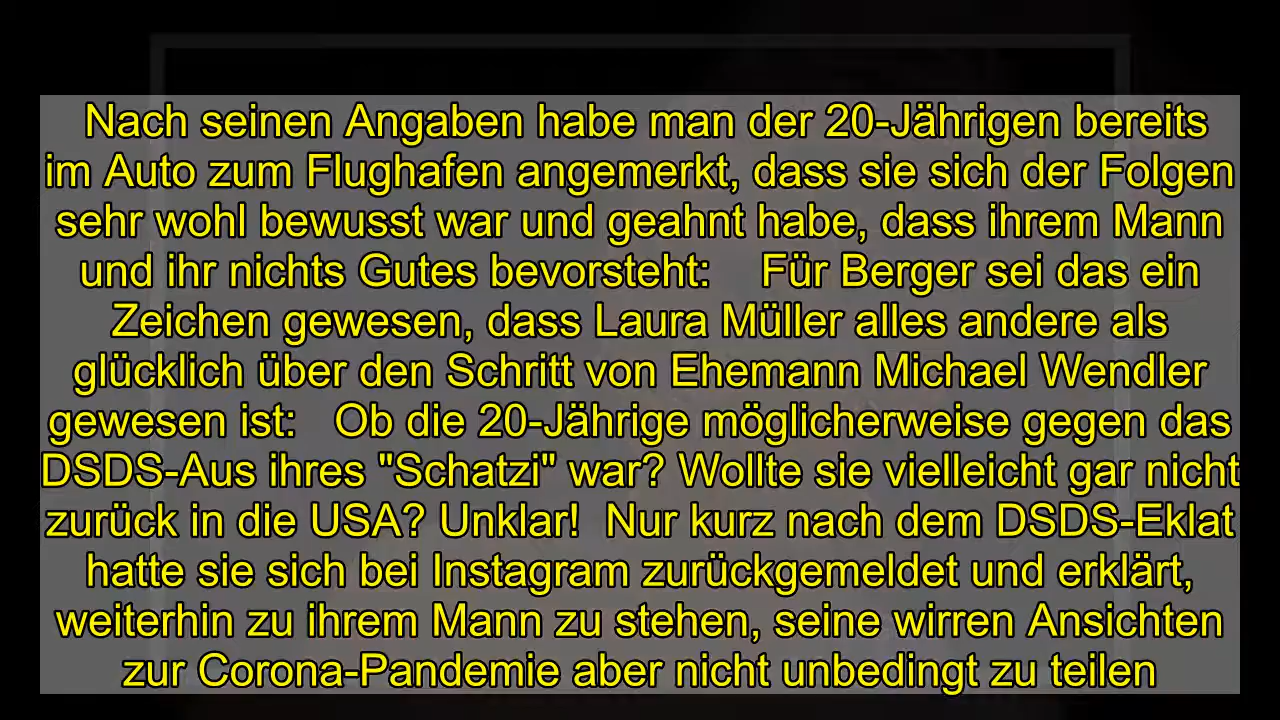 Nach seinen Angaben habe man der 20-Jährigen bereits
im Auto zum Flughafen angemerkt, dass sie sich der Folgen
sehr wohl bewusst war und geahnt habe, dass ihrem Mann
und ihr nichts Gutes bevorsteht:    Für Berger sei das ein
Zeichen gewesen, dass Laura Müller alles andere als
glücklich über den Schritt von Ehemann Michael Wendler
gewesen ist:   Ob die 20-Jährige möglicherweise gegen das
DSDS-Aus ihres "Schatzi" war? Wollte sie vielleicht gar nicht
zurück in die USA? Unklar!  Nur kurz nach dem DSDS-Eklat
hatte sie sich bei Instagram zurückgemeldet und erklärt,
weiterhin zu ihrem Mann zu stehen, seine wirren Ansichten
zur Corona-Pandemie aber nicht unbedingt zu teilen